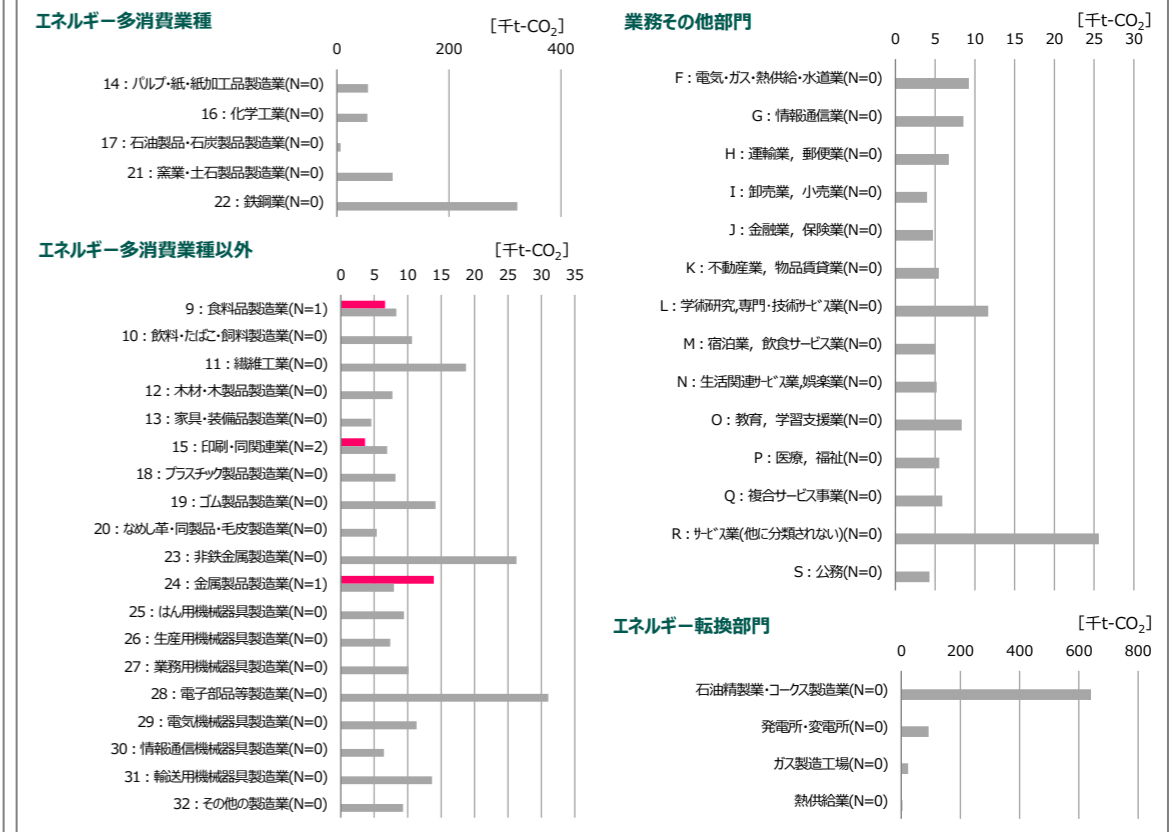 エネルギー多消費業種
[千t-CO2]
0 200 400
14：パルプ・紙・紙加工品製造業(N=0)
16：化学工業(N=0)
17：石油製品・石炭製品製造業(N=0)
21：窯業・土石製品製造業(N=0)
22：鉄鋼業(N=0)
エネルギー多消費業種以外
[千t-CO2]
0 5 10 15 20 25 30 35
9：食料品製造業(N=1)
10：飲料・たばこ・飼料製造業(N=0)
11：繊維工業(N=0)
12：木材・木製品製造業(N=0)
13：家具・装備品製造業(N=0)
15：印刷・同関連業(N=2)
18：プラスチック製品製造業(N=0)
19：ゴム製品製造業(N=0)
20：なめし革・同製品・毛皮製造業(N=0)
23：非鉄金属製造業(N=0)
24：金属製品製造業(N=1)
25：はん用機械器具製造業(N=0)
26：生産用機械器具製造業(N=0)
27：業務用機械器具製造業(N=0)
28：電子部品等製造業(N=0)
29：電気機械器具製造業(N=0)
30：情報通信機械器具製造業(N=0)
31：輸送用機械器具製造業(N=0)
32：その他の製造業(N=0)
業務その他部門
[千t-CO2]
0 5 10 15 20 25 30
F：電気・ガス・熱供給・水道業(N=0)
G：情報通信業(N=0)
H：運輸業，郵便業(N=0)
I：卸売業，小売業(N=0)
J：金融業，保険業(N=0)
K：不動産業，物品賃貸業(N=0)
L：学術研究,専門・技術サービス業(N=0)
M：宿泊業，飲食サービス業(N=0)
N：生活関連サービス業,娯楽業(N=0)
O：教育，学習支援業(N=0)
P：医療，福祉(N=0)
Q：複合サービス事業(N=0)
R：サービス業(他に分類されない)(N=0)
S：公務(N=0)
エネルギー転換部門
[千t-CO2]
0 200 400 600 800
石油精製業・コークス製造業(N=0)
発電所・変電所(N=0)
ガス製造工場(N=0)
熱供給業(N=0)